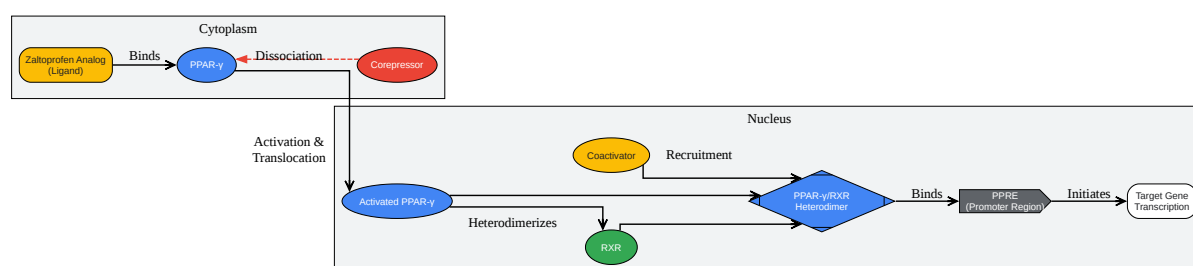 Cytoplasm
Zaltoprofen Analog
(Ligand)
Binds
PPAR-γ
Dissociation
Corepressor
Activation &
Translocation
Nucleus
Coactivator
Recruitment
Activated PPAR-γ
Heterodimerizes
RXR
PPAR-γ/RXR
Heterodimer
Binds
PPRE
(Promoter Region)
Initiates
Target Gene
Transcription